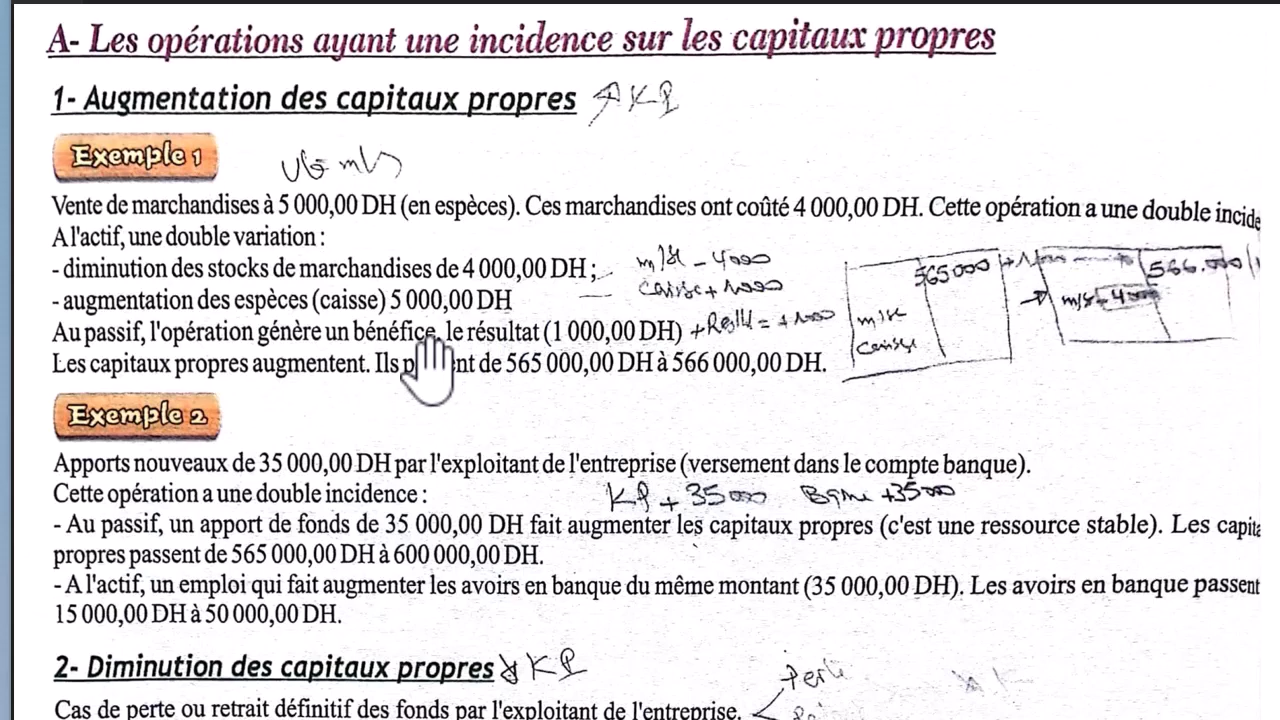 A- Les opérations ayant une incidence sur les capitaux propres
1- Augmentation des capitaux propres ↗ KP
Exemple 1
Vente de marchandises à 5 000,00 DH (en espèces). Ces marchandises ont coûté 4 000,00 DH. Cette opération a une double incide
A l'actif, une double variation :
- diminution des stocks de marchandises de 4 000,00 DH ; m/se - 4000
- augmentation des espèces (caisse) 5 000,00 DH
Au passif, l'opération génère un bénéfice, le résultat (1 000,00 DH)
Les capitaux propres augmentent. Ils nt de 565 000,00 DH à 566 000,00 DH.
565 000
566.000
caisse
Exemple 2
Apports nouveaux de 35 000,00 DH par l'exploitant de l'entreprise (versement dans le compte banque).
Cette opération a une double incidence : KP + 35000 Bque +35000
- Au passif, un apport de fonds de 35 000,00 DH fait augmenter les capitaux propres (c'est une ressource stable). Les capita
propres passent de 565 000,00 DH à 600 000,00 DH.
- A l'actif, un emploi qui fait augmenter les avoirs en banque du même montant (35 000,00 DH). Les avoirs en banque passent
15 000,00 DH à 50 000,00 DH.
2- Diminution des capitaux propres ↘ KP
Perte
Cas de perte ou retrait définitif des fonds par l'exploitant de l'entreprise.